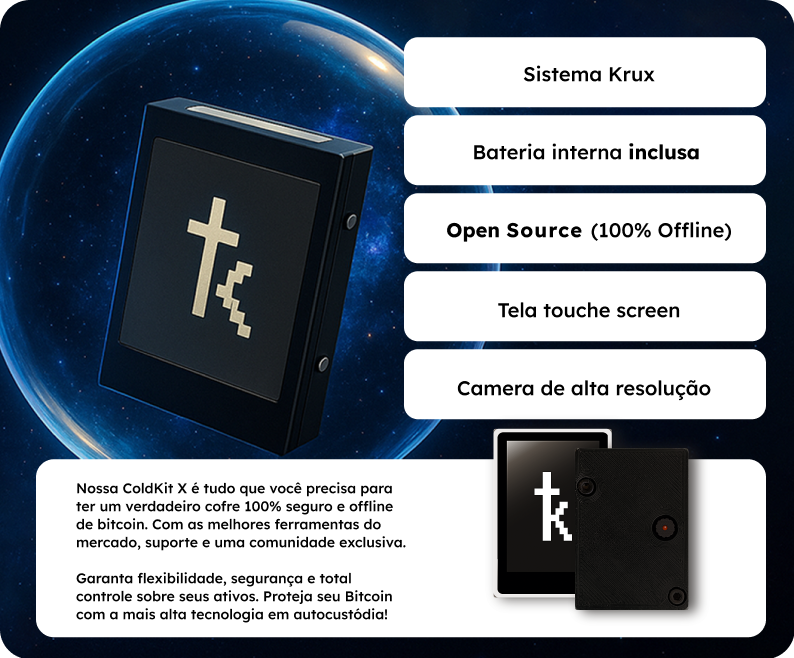 Sistema Krux
Bateria interna inclusa
Open Source (100% Offline)
Tela touche screen
Camera de alta resolução
Nossa ColdKit X é tudo que você precisa para
ter um verdadeiro cofre 100% seguro e offline
de bitcoin. Com as melhores ferramentas do
mercado, suporte e uma comunidade exclusiva.
Garanta flexibilidade, segurança e total
controle sobre seus ativos. Proteja seu Bitcoin
com a mais alta tecnologia em autocustódia!